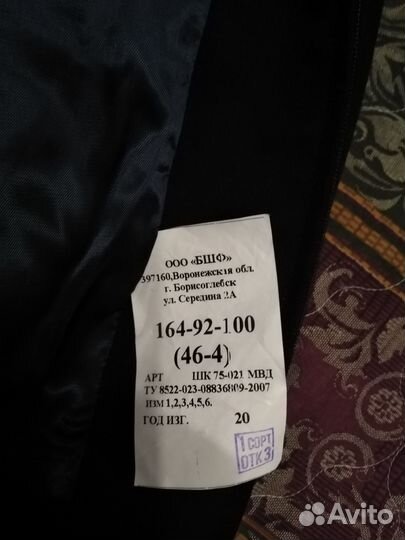 ООО «БШФ»
397160,Воронежская обл.
г. Борисоглебск
ул. Середина 2А
164-92-100
(46-4)
АРТ ШК 75-021 МВД
ТУ 8522-023-08836809-2007
ИЗМ 1,2,3,4,5,6.
ГОД ИЗГ. 20
1 СОРТ
ОТК 3
Avito